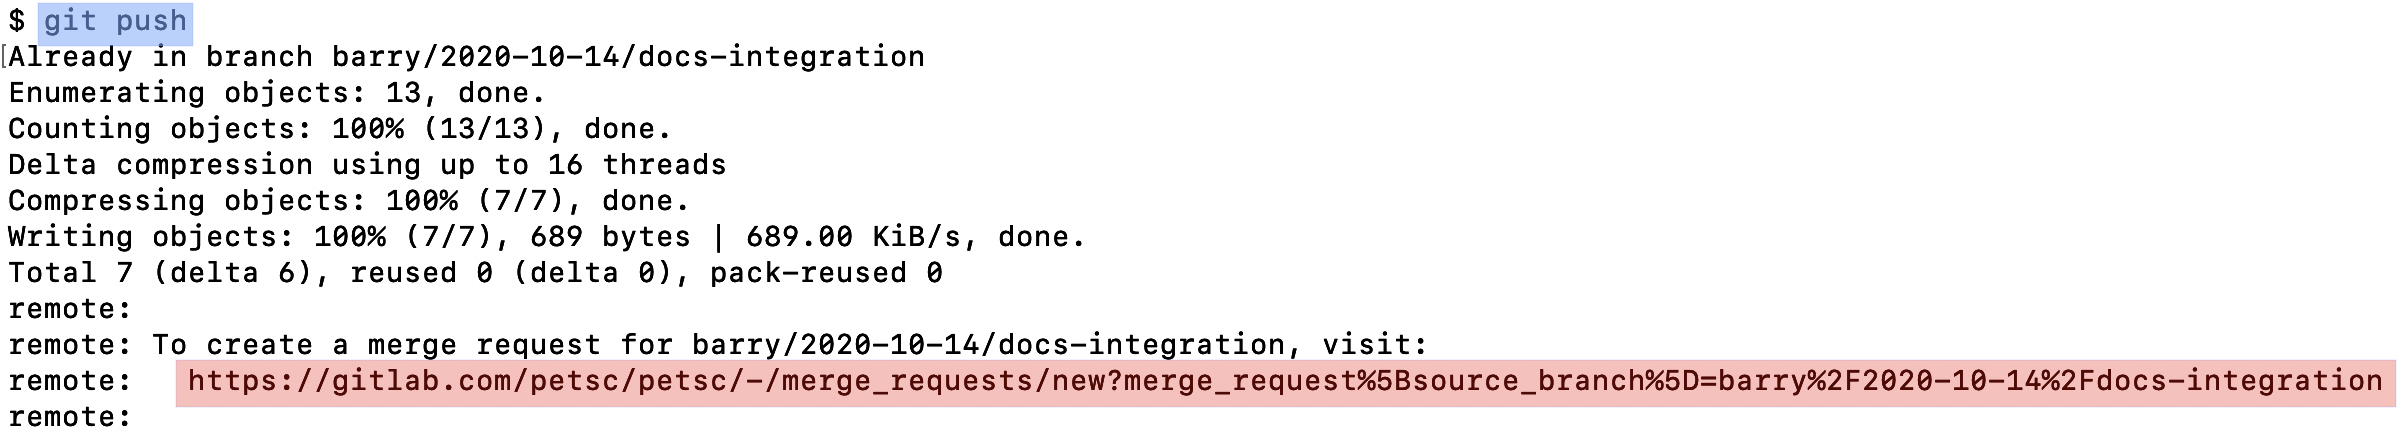 $ git push
[Already in branch barry/2020-10-14/docs-integration
Enumerating objects: 13, done.
Counting objects: 100% (13/13), done.
Delta compression using up to 16 threads
Compressing objects: 100% (7/7), done.
Writing objects: 100% (7/7), 689 bytes | 689.00 KiB/s, done.
Total 7 (delta 6), reused 0 (delta 0), pack-reused 0
remote:
remote: To create a merge request for barry/2020-10-14/docs-integration, visit:
remote:   https://gitlab.com/petsc/petsc/-/merge_requests/new?merge_request%5Bsource_branch%5D=barry%2F2020-10-14%2Fdocs-integration
remote: